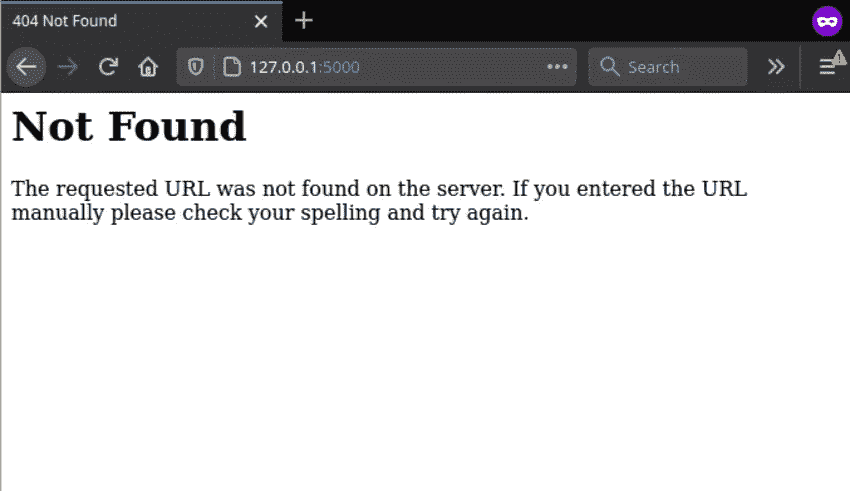 404 Not Found
127.0.0.1:5000
Search
Not Found
The requested URL was not found on the server. If you entered the URL
manually please check your spelling and try again.